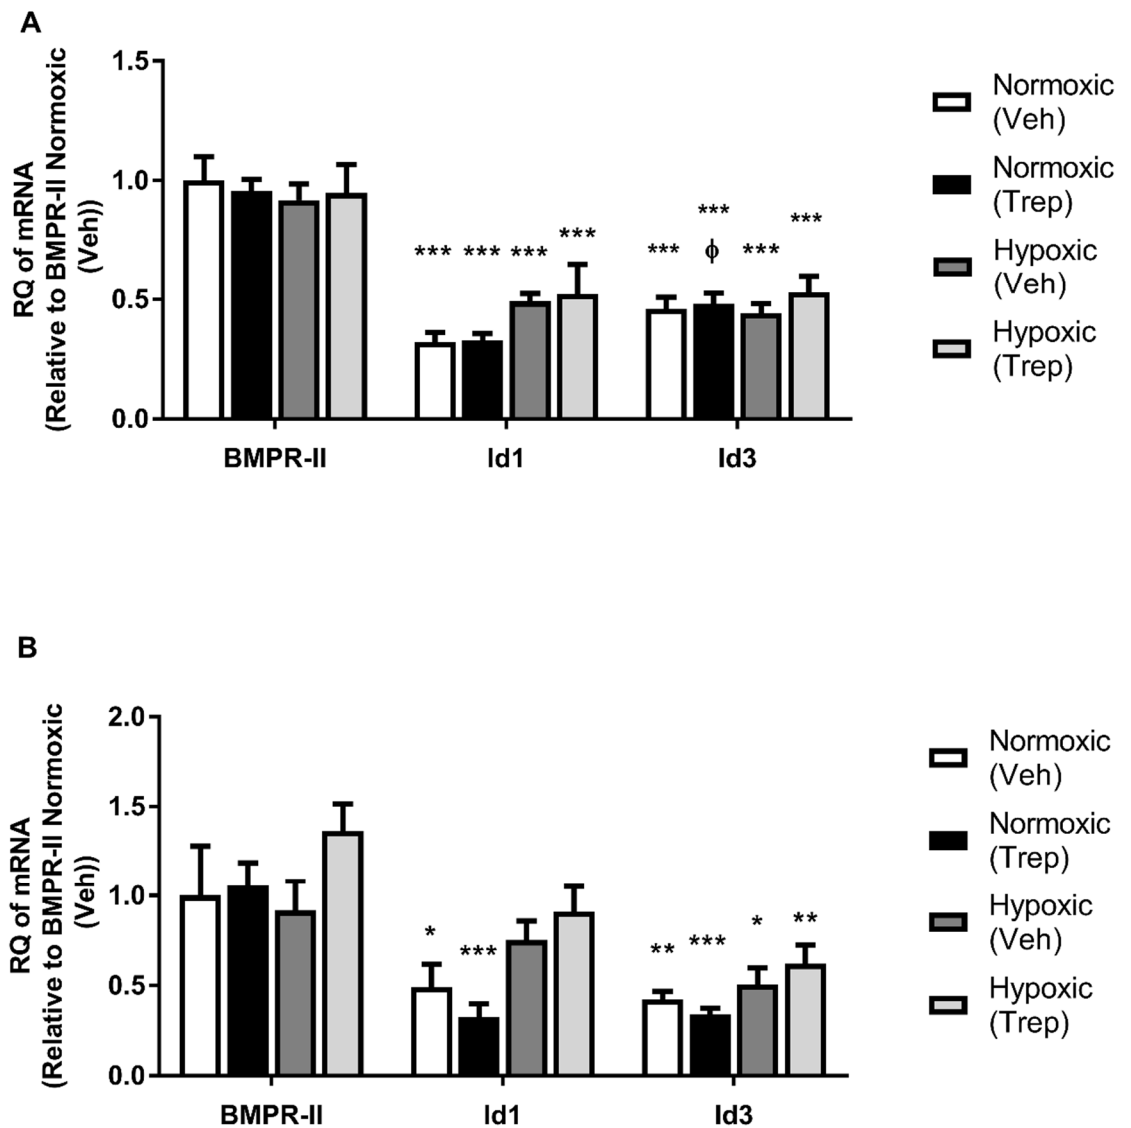 A
RQ of mRNA
(Relative to BMPR-II Normoxic
(Veh))
1.5
1.0
0.5
0.0
*** *** *** ***
*** *** ϕ *** ***
BMPR-II Id1 Id3
Normoxic
(Veh)
Normoxic
(Trep)
Hypoxic
(Veh)
Hypoxic
(Trep)
B
RQ of mRNA
(Relative to BMPR-II Normoxic
(Veh))
2.0
1.5
1.0
0.5
0.0
* ***
** *** * **
BMPR-II Id1 Id3
Normoxic
(Veh)
Normoxic
(Trep)
Hypoxic
(Veh)
Hypoxic
(Trep)